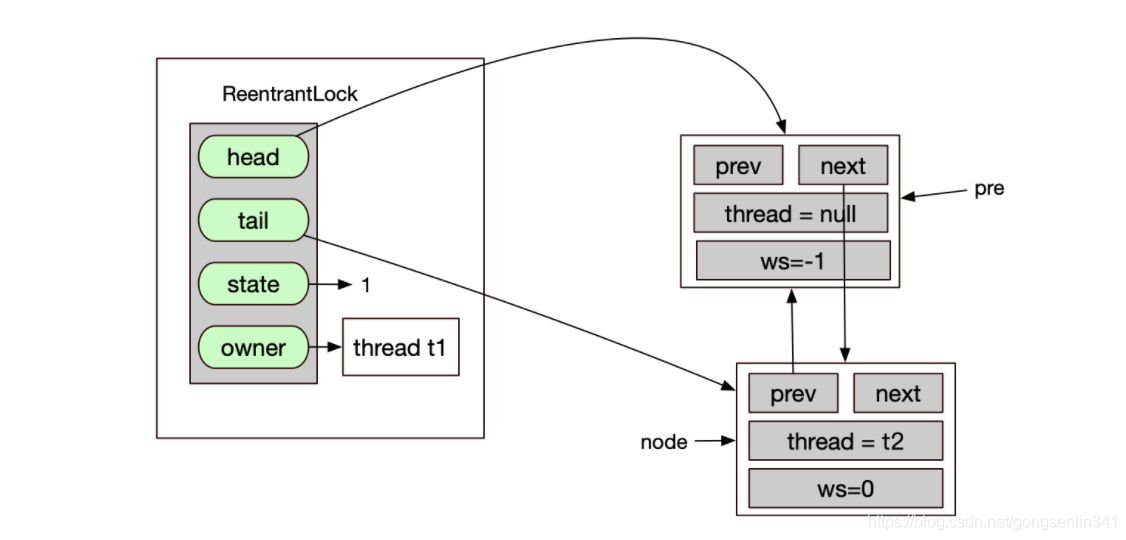 ReentrantLock
head
tail
state
1
owner
thread t1
prev
next
thread = null
ws=-1
pre
prev
next
node
thread = t2
ws=0
https://blog.csdn.net/gongsenlin341